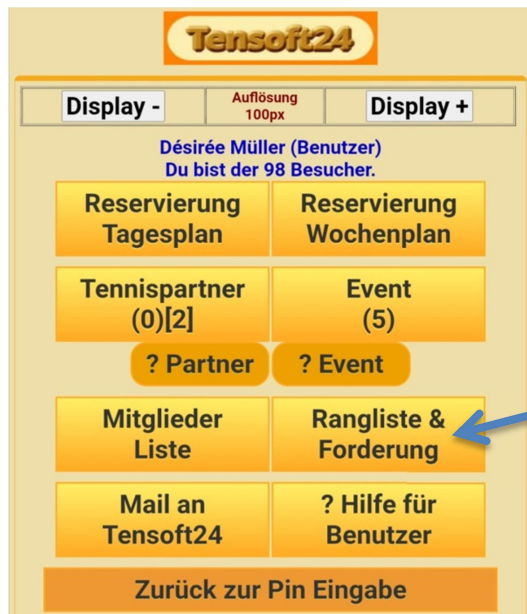 Tensoft24
Display -
Auflösung
100px
Display +
Désirée Müller (Benutzer)
Du bist der 98 Besucher.
Reservierung
Tagesplan
Reservierung
Wochenplan
Tennispartner
(0)[2]
Event
(5)
? Partner
? Event
Mitglieder
Liste
Rangliste &
Forderung
Mail an
Tensoft24
? Hilfe für
Benutzer
Zurück zur Pin Eingabe